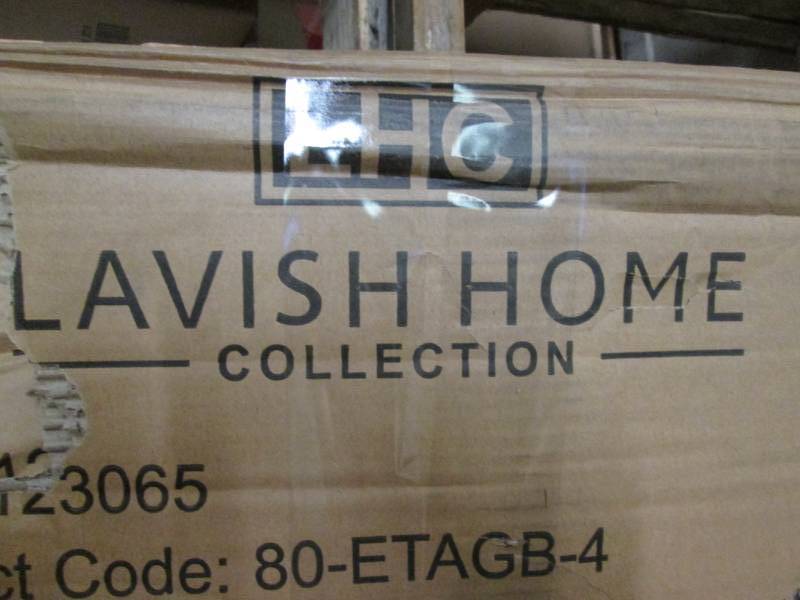 LHC
LAVISH HOME
COLLECTION
123065
ct Code: 80-ETAGB-4